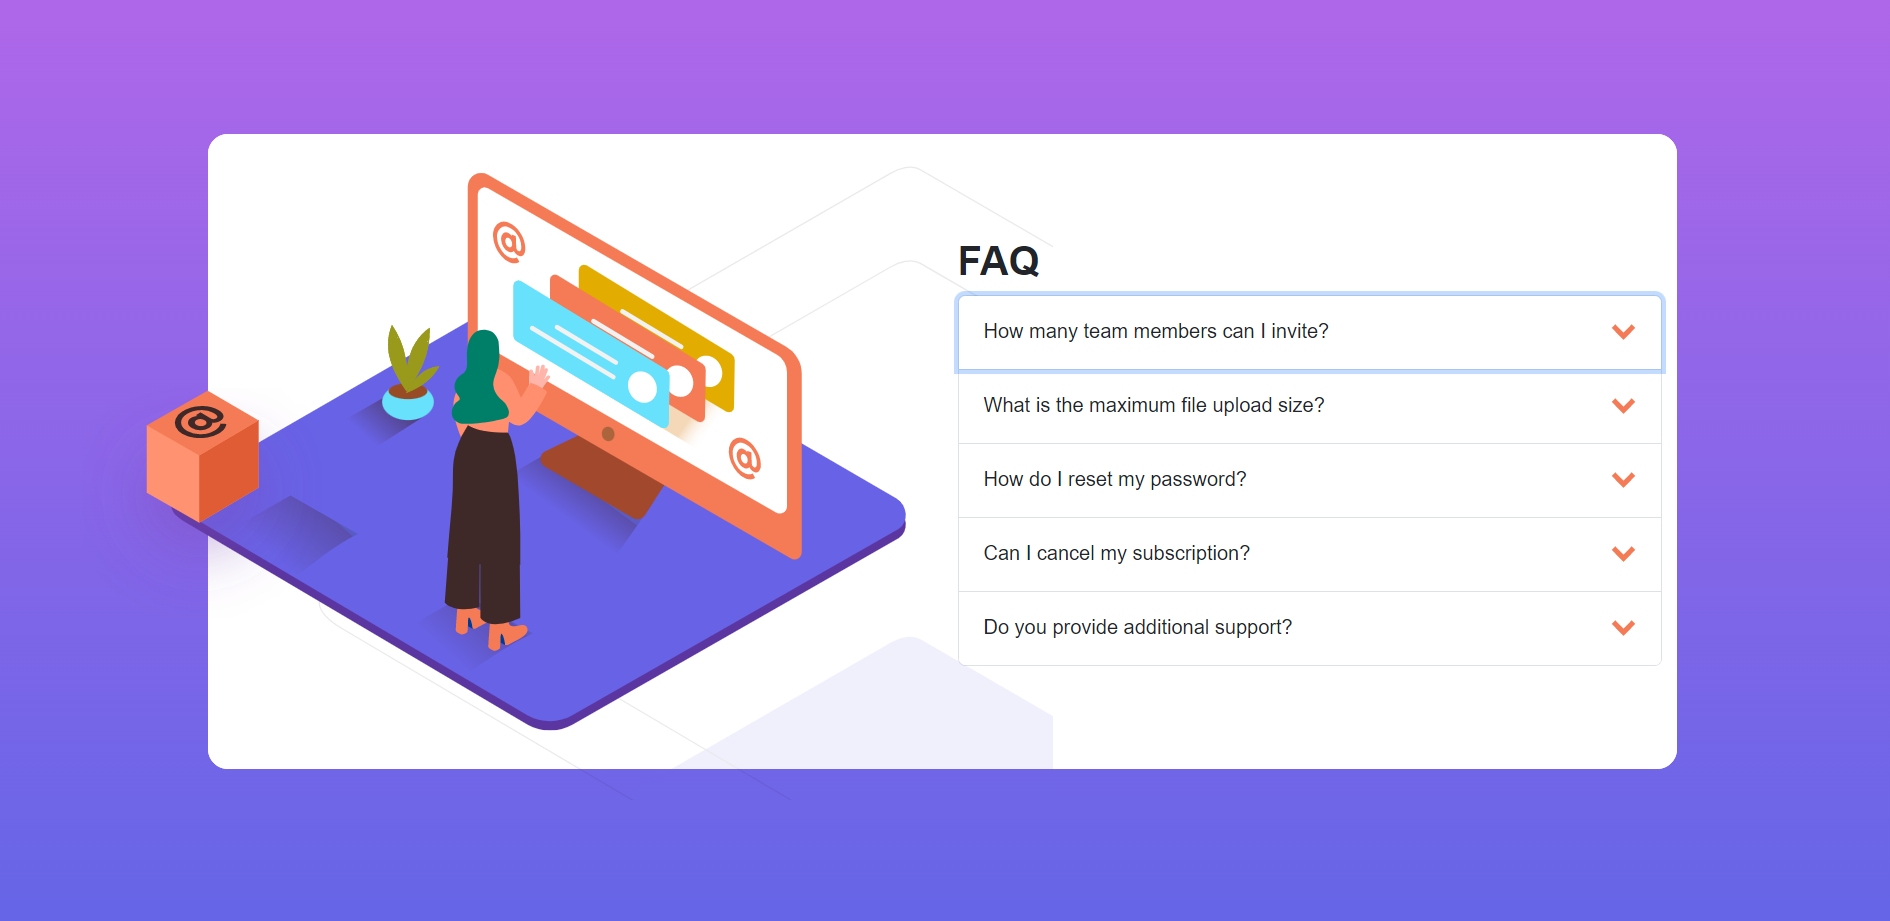 @
@
@
FAQ
How many team members can I invite?
What is the maximum file upload size?
How do I reset my password?
Can I cancel my subscription?
Do you provide additional support?